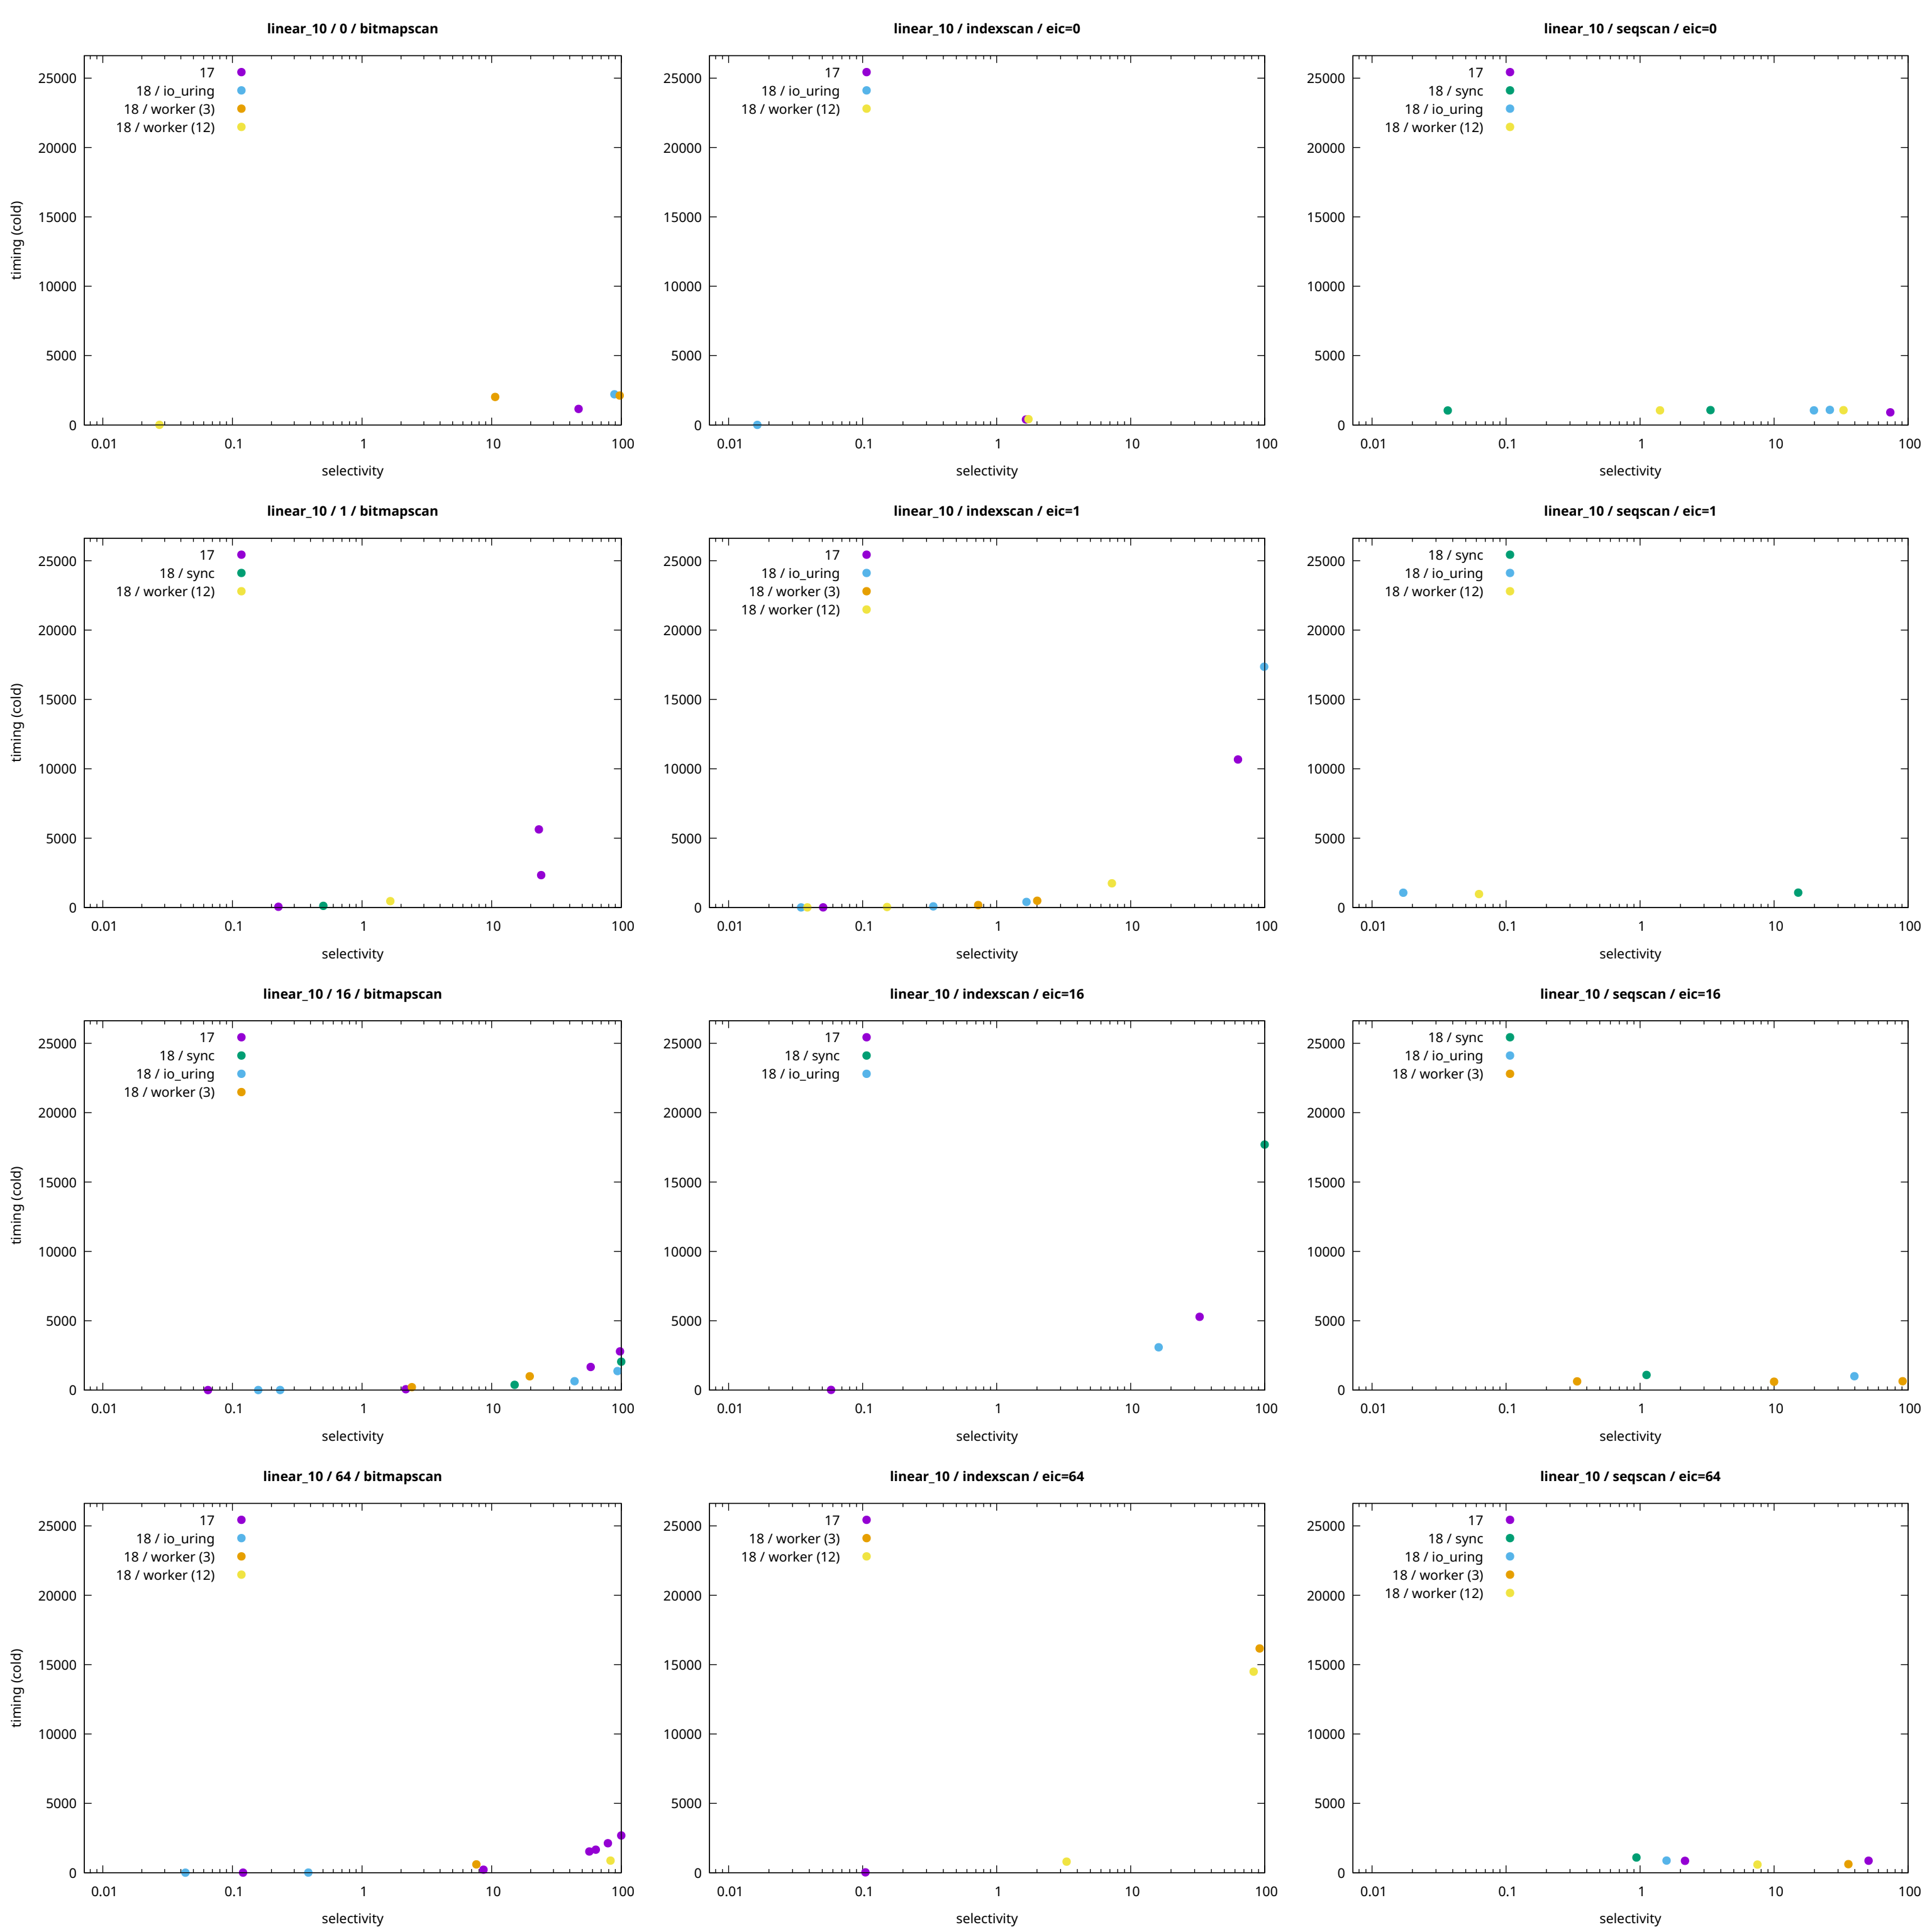 linear_10 / 0 / bitmapscan
25000
20000
15000
10000
5000
0
0.01 0.1 1 10 100
timing (cold)
selectivity
17
18 / io_uring
18 / worker (3)
18 / worker (12)
linear_10 / indexscan / eic=0
25000
20000
15000
10000
5000
0
0.01 0.1 1 10 100
selectivity
17
18 / io_uring
18 / worker (12)
linear_10 / seqscan / eic=0
25000
20000
15000
10000
5000
0
0.01 0.1 1 10 100
selectivity
17
18 / sync
18 / io_uring
18 / worker (12)
linear_10 / 1 / bitmapscan
25000
20000
15000
10000
5000
0
0.01 0.1 1 10 100
timing (cold)
selectivity
17
18 / sync
18 / worker (12)
linear_10 / indexscan / eic=1
25000
20000
15000
10000
5000
0
0.01 0.1 1 10 100
selectivity
17
18 / io_uring
18 / worker (3)
18 / worker (12)
linear_10 / seqscan / eic=1
25000
20000
15000
10000
5000
0
0.01 0.1 1 10 100
selectivity
18 / sync
18 / io_uring
18 / worker (12)
linear_10 / 16 / bitmapscan
25000
20000
15000
10000
5000
0
0.01 0.1 1 10 100
timing (cold)
selectivity
17
18 / sync
18 / io_uring
18 / worker (3)
linear_10 / indexscan / eic=16
25000
20000
15000
10000
5000
0
0.01 0.1 1 10 100
selectivity
17
18 / sync
18 / io_uring
linear_10 / seqscan / eic=16
25000
20000
15000
10000
5000
0
0.01 0.1 1 10 100
selectivity
18 / sync
18 / io_uring
18 / worker (3)
linear_10 / 64 / bitmapscan
25000
20000
15000
10000
5000
0
0.01 0.1 1 10 100
timing (cold)
selectivity
17
18 / io_uring
18 / worker (3)
18 / worker (12)
linear_10 / indexscan / eic=64
25000
20000
15000
10000
5000
0
0.01 0.1 1 10 100
selectivity
17
18 / worker (3)
18 / worker (12)
linear_10 / seqscan / eic=64
25000
20000
15000
10000
5000
0
0.01 0.1 1 10 100
selectivity
17
18 / sync
18 / io_uring
18 / worker (3)
18 / worker (12)